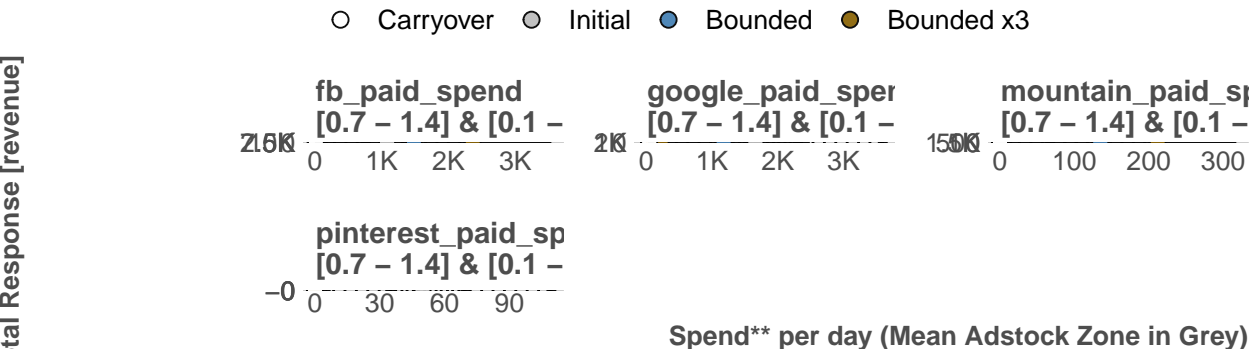 Carryover Initial Bounded Bounded x3
fb_paid_spend
[0.7 – 1.4] & [0.1 –
0 1K 2K 3K
google_paid_spen
[0.7 – 1.4] & [0.1 –
0 1K 2K 3K
mountain_paid_sp
[0.7 – 1.4] & [0.1 –
0 100 200 300
pinterest_paid_sp
[0.7 – 1.4] & [0.1 –
–0
0 30 60 90
tal Response [revenue]
Spend** per day (Mean Adstock Zone in Grey)